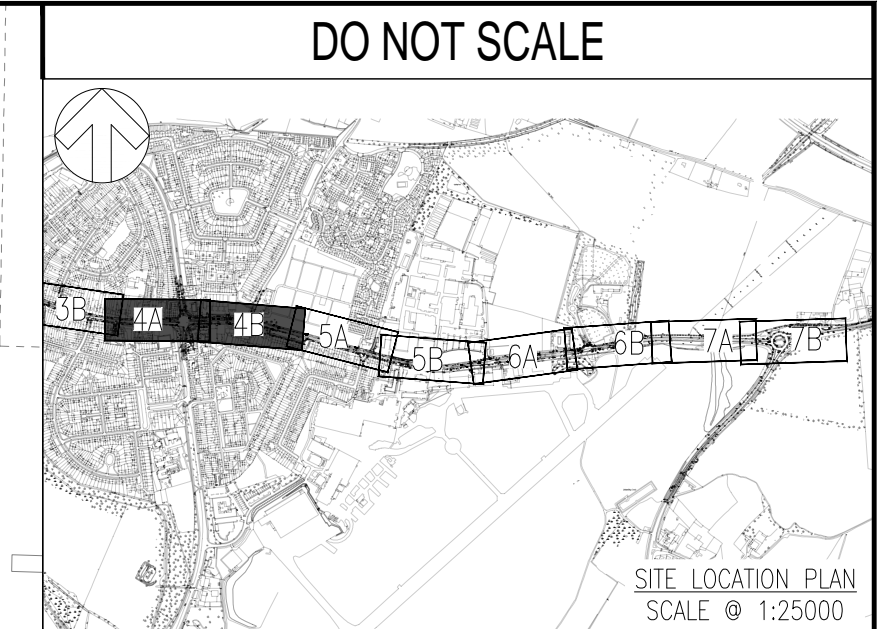 DO NOT SCALE
3B 4A 4B 5A 5B 6A 6B 7A 7B
SITE LOCATION PLAN
SCALE @ 1:25000